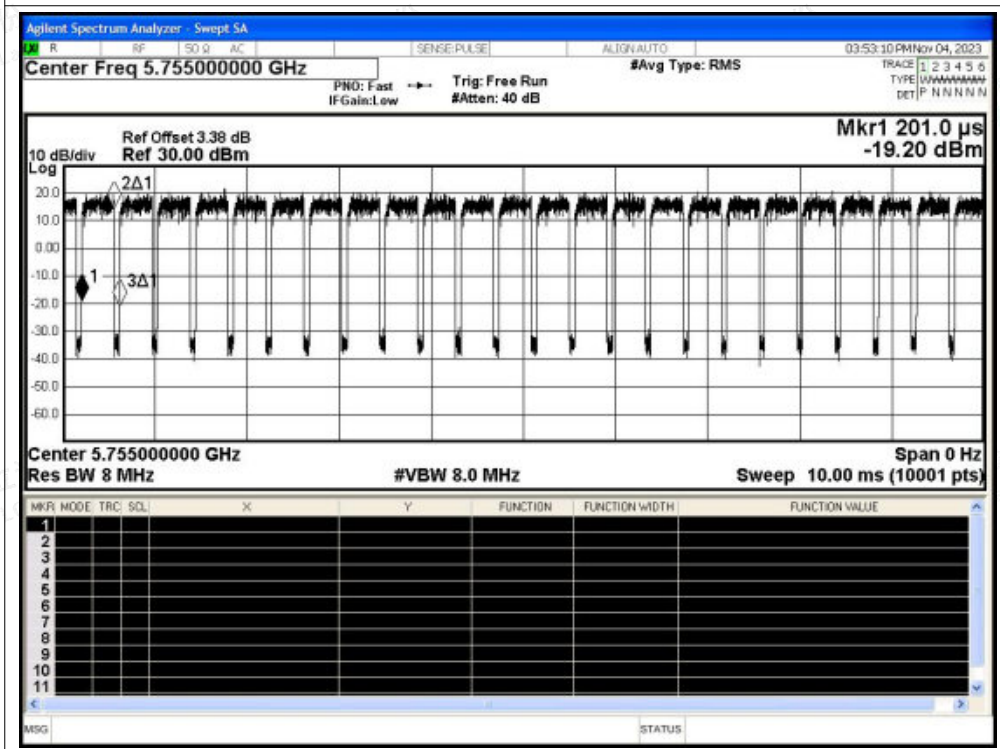 Agilent Spectrum Analyzer - Swept SA
LXI R RF 50 Ω AC SENSE:PULSE ALIGN AUTO 03:53:10 PM Nov 04, 2023
Center Freq 5.755000000 GHz #Avg Type: RMS TRACE 1 2 3 4 5 6
PNO: Fast Trig: Free Run TYPE WWWWWW
IFGain:Low #Atten: 40 dB DET P N N N N N
Mkr1 201.0 µs
Ref Offset 3.38 dB
10 dB/div Ref 30.00 dBm -19.20 dBm
Log
20.0
2Δ1
10.0
0.00
-10.0
1
3Δ1
-20.0
-30.0
-40.0
-50.0
-60.0
Center 5.755000000 GHz Span 0 Hz
Res BW 8 MHz #VBW 8.0 MHz Sweep 10.00 ms (10001 pts)
MKR MODE TRC SCL X Y FUNCTION FUNCTION WIDTH FUNCTION VALUE
1
2
3
4
5
6
7
8
9
10
11
MSG STATUS